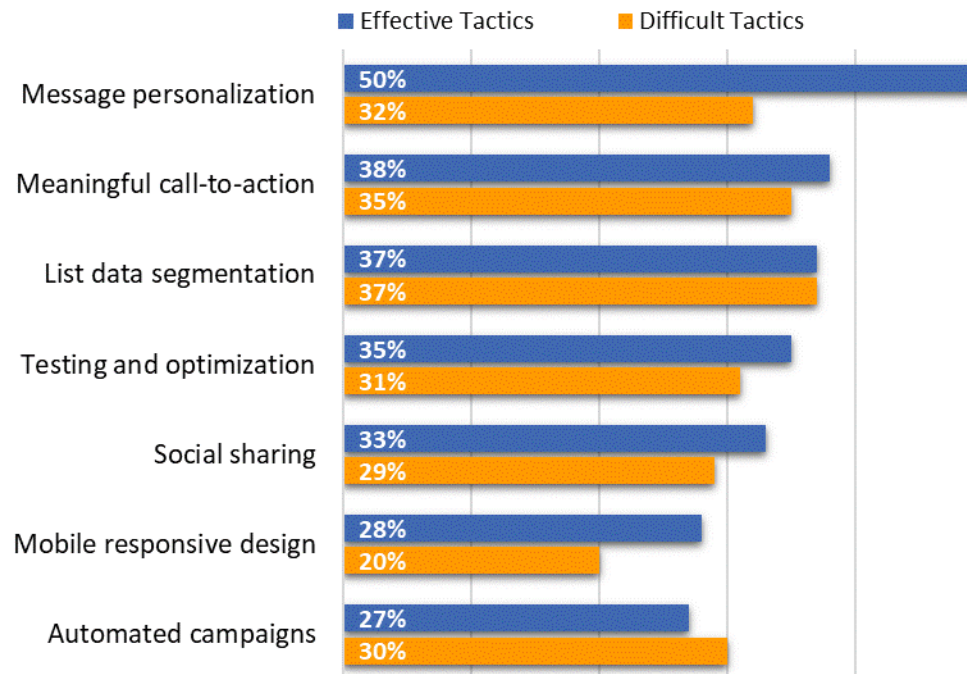 Effective Tactics
Difficult Tactics
Message personalization
50%
32%
Meaningful call-to-action
38%
35%
List data segmentation
37%
37%
Testing and optimization
35%
31%
Social sharing
33%
29%
Mobile responsive design
28%
20%
Automated campaigns
27%
30%